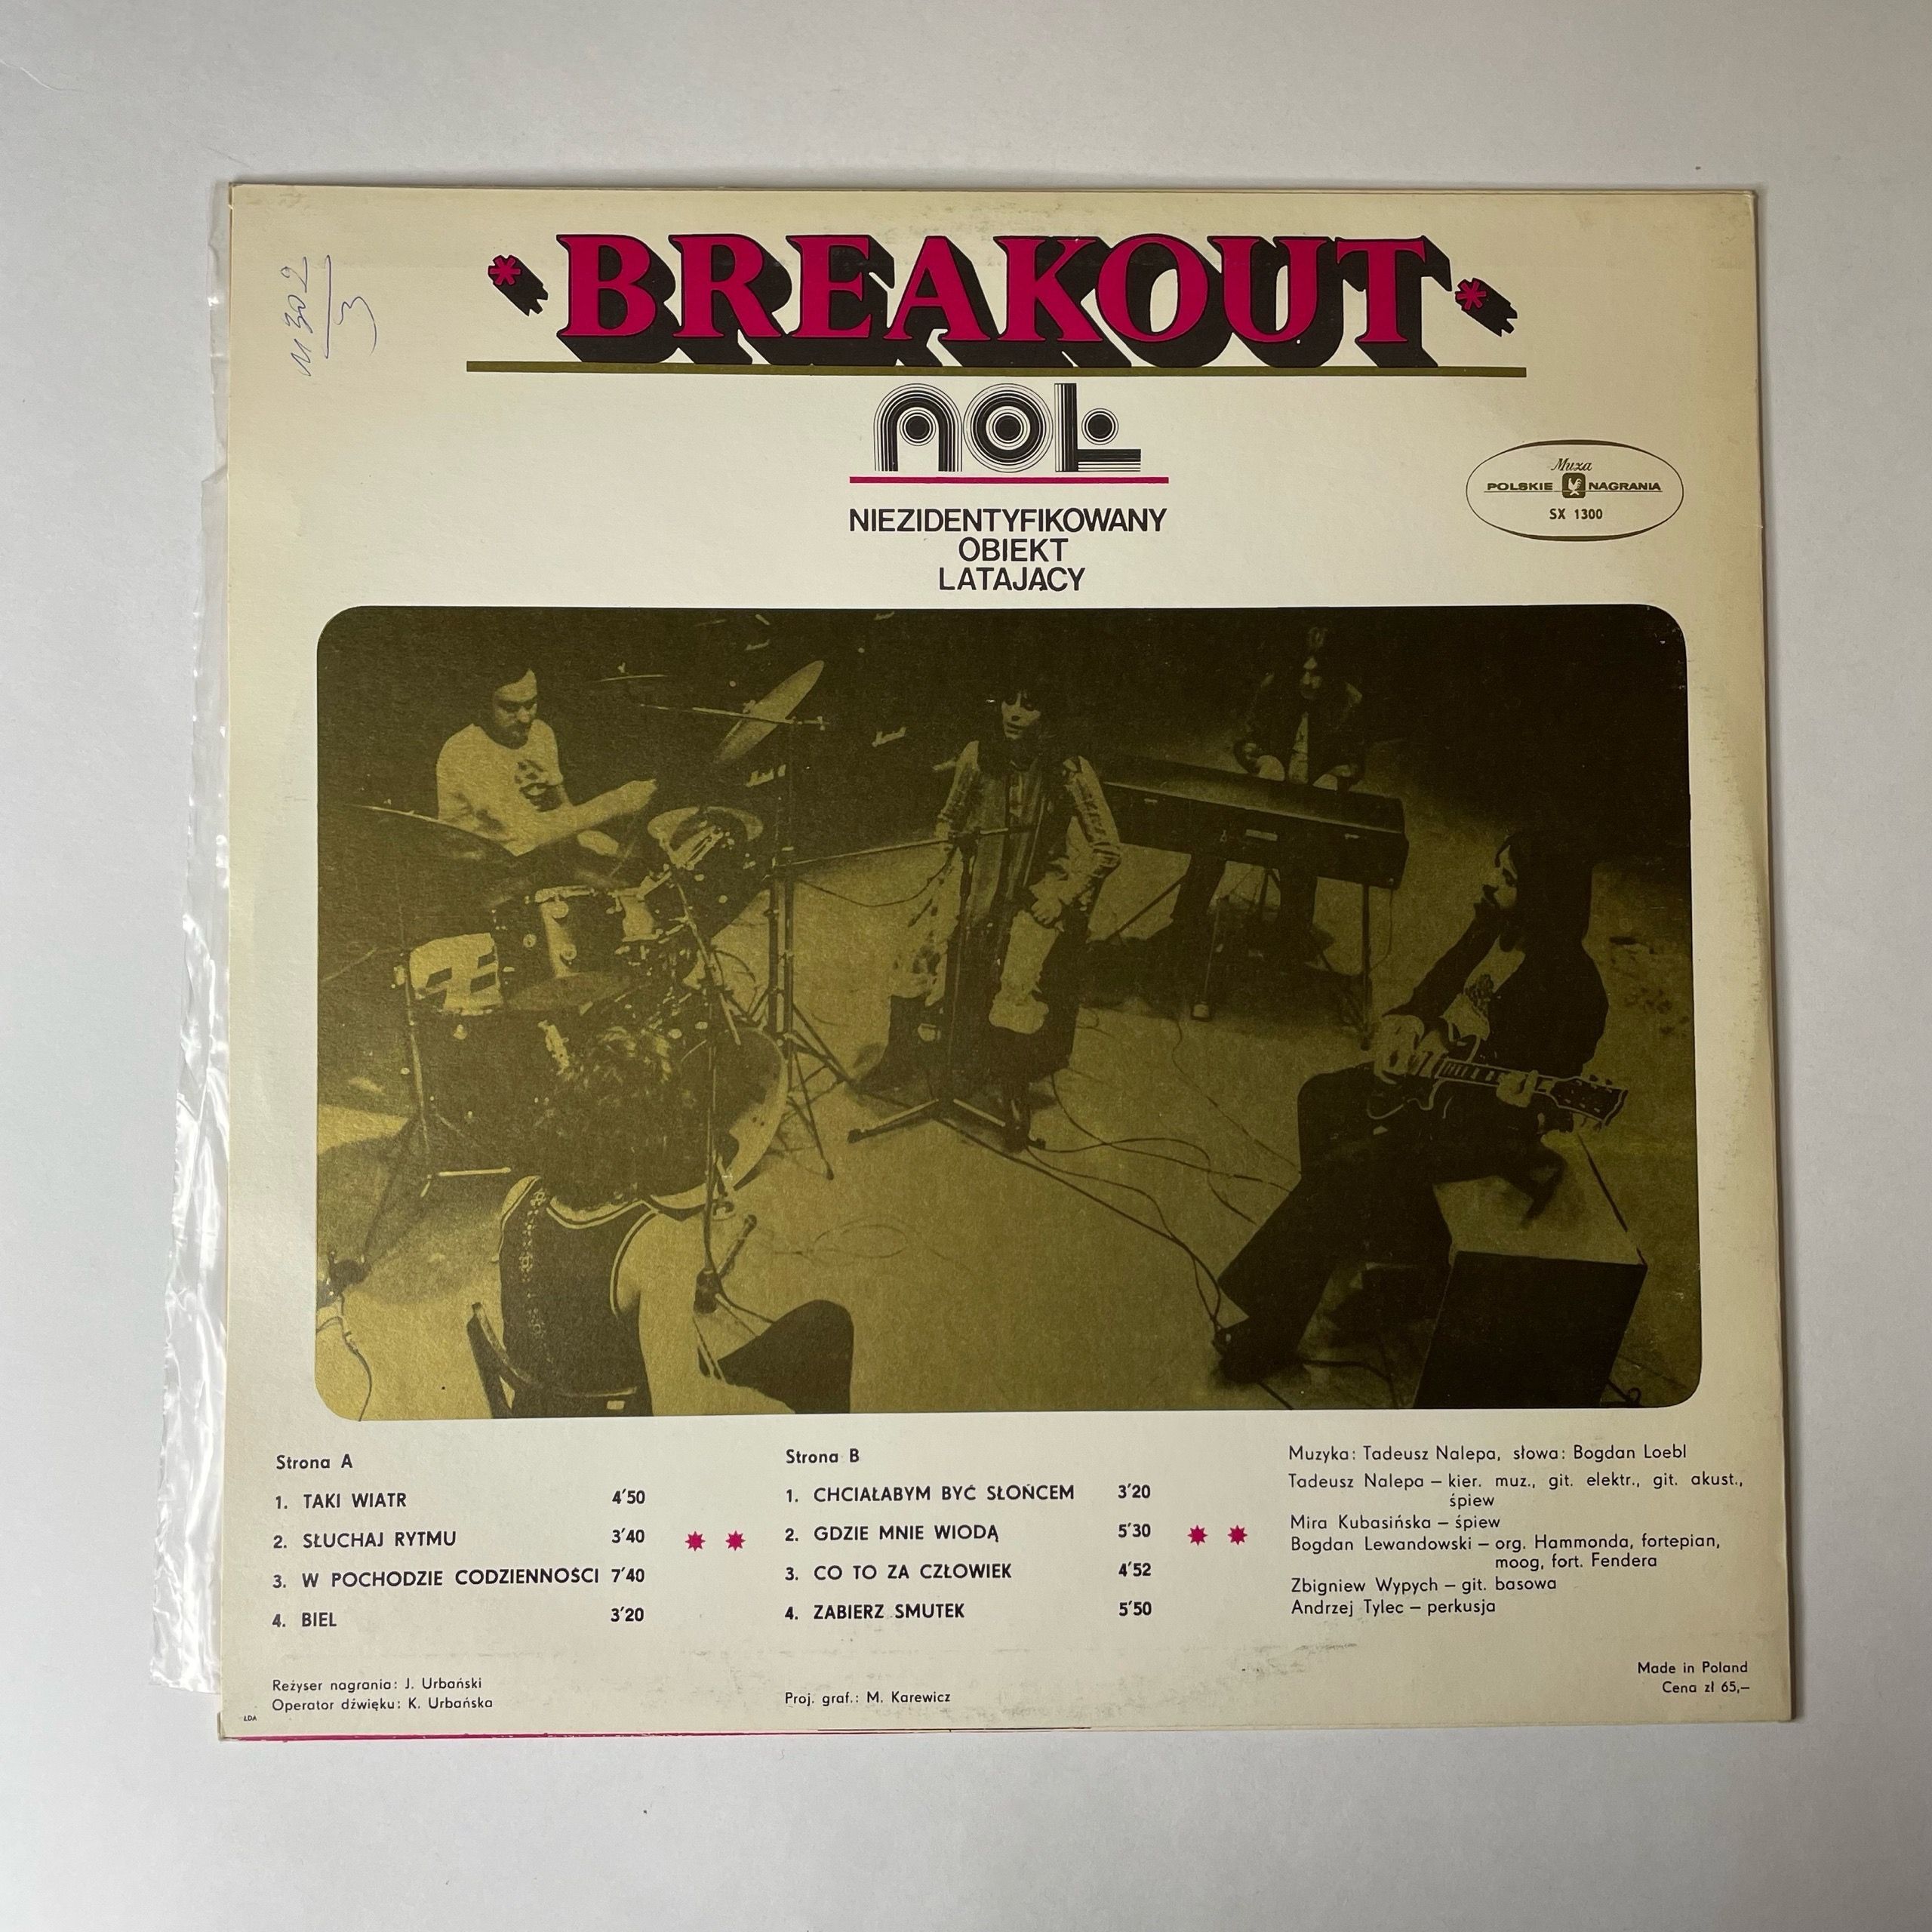 M 302
3
* BREAKOUT *
NOL
NIEZIDENTYFIKOWANY
OBIEKT
LATAJĄCY
Muza
POLSKIE NAGRANIA
SX 1300
Strona A
1. TAKI WIATR 4'50
2. SŁUCHAJ RYTMU 3'40
3. W POCHODZIE CODZIENNOŚCI 7'40
4. BIEL 3'20
Strona B
1. CHCIAŁABYM BYĆ SŁOŃCEM 3'20
2. GDZIE MNIE WIODĄ 5'30
3. CO TO ZA CZŁOWIEK 4'52
4. ZABIERZ SMUTEK 5'50
Muzyka: Tadeusz Nalepa, słowa: Bogdan Loebl
Tadeusz Nalepa – kier. muz., git. elektr., git. akust.,
śpiew
Mira Kubasińska – śpiew
Bogdan Lewandowski – org. Hammonda, fortepian,
moog, fort. Fendera
Zbigniew Wypych – git. basowa
Andrzej Tylec – perkusja
Reżyser nagrania: J. Urbański
Operator dźwięku: K. Urbańska
Proj. graf.: M. Karewicz
Made in Poland
Cena zł 65,–
ŁDA